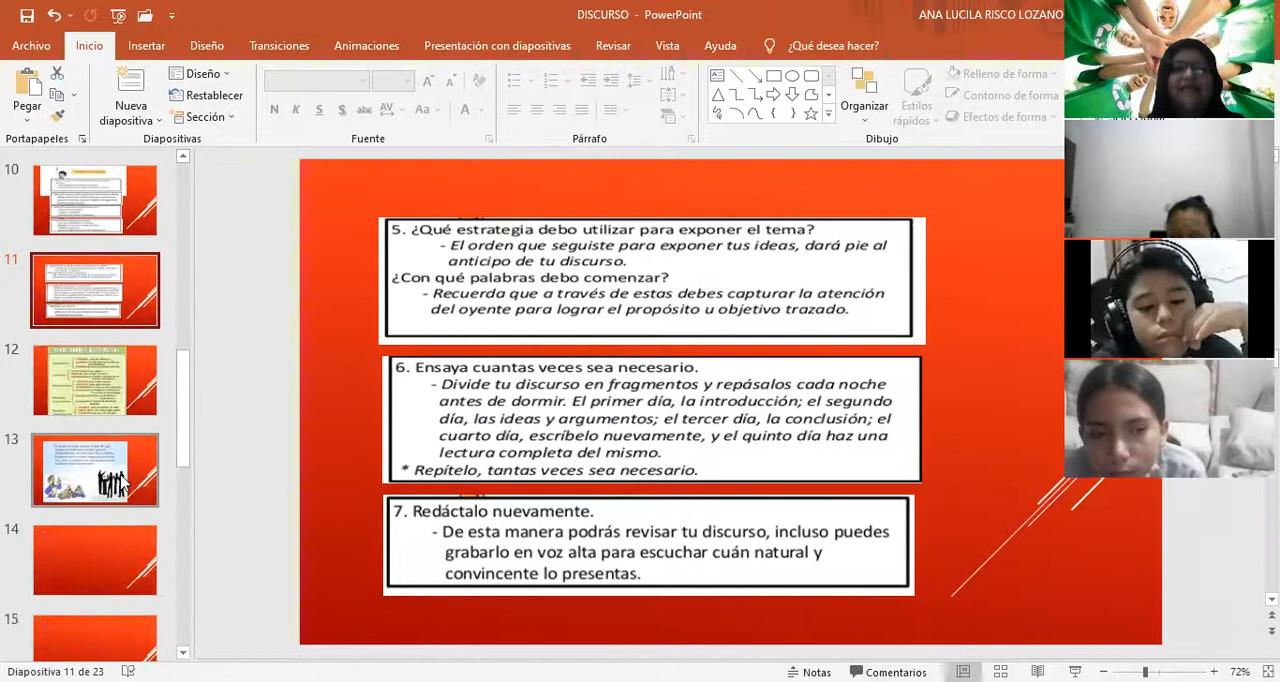 DISCURSO - PowerPoint
ANA LUCILA RISCO LOZANO
Archivo
Inicio
Insertar
Diseño
Transiciones
Animaciones
Presentación con diapositivas
Revisar
Vista
Ayuda
¿Qué desea hacer?
Pegar
Nueva
diapositiva
Diseño
Restablecer
Sección
N K S S abc AV Aa A
Organizar
Estilos
rápidos
Relleno de forma
Contorno de forma
Efectos de forma
Portapapeles
Diapositivas
Fuente
Párrafo
Dibujo
10
11
12
13
14
15
5. ¿Qué estrategia debo utilizar para exponer el tema?
- El orden que seguiste para exponer tus ideas, dará pie al
anticipo de tu discurso.
¿Con qué palabras debo comenzar?
- Recuerda que a través de estas debes capturar la atención
del oyente para lograr el propósito u objetivo trazado.
6. Ensaya cuantas veces sea necesario.
- Divide tu discurso en fragmentos y repásalos cada noche
antes de dormir. El primer día, la introducción; el segundo
día, las ideas y argumentos; el tercer día, la conclusión; el
cuarto día, escríbelo nuevamente, y el quinto día haz una
lectura completa del mismo.
* Repítelo, tantas veces sea necesario.
7. Redáctalo nuevamente.
- De esta manera podrás revisar tu discurso, incluso puedes
grabarlo en voz alta para escuchar cuán natural y
convincente lo presentas.
Diapositiva 11 de 23
Notas
Comentarios
72%